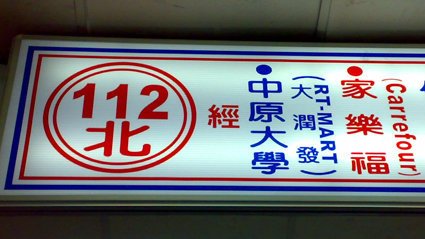 112
北
經
中原大學
(RT-MART
大潤發)
家樂福
(Carrefour)